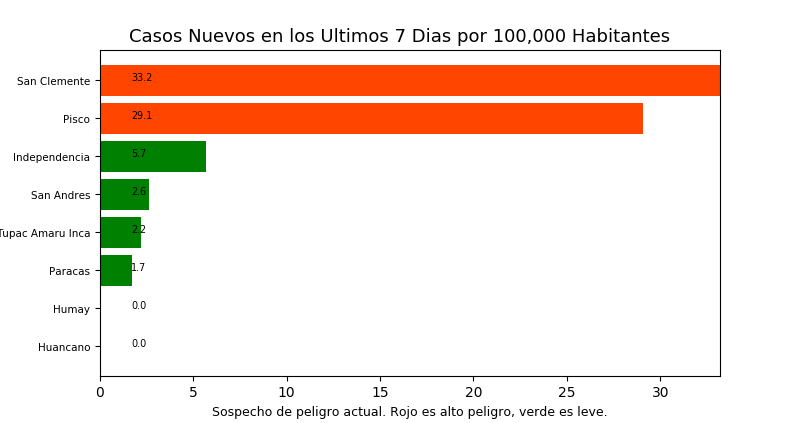 Casos Nuevos en los Ultimos 7 Dias por 100,000 Habitantes
San Clemente 33.2
Pisco 29.1
Independencia 5.7
San Andres 2.6
Tupac Amaru Inca 2.2
Paracas 1.7
Humay 0.0
Huancano 0.0
0 5 10 15 20 25 30
Sospecho de peligro actual. Rojo es alto peligro, verde es leve.